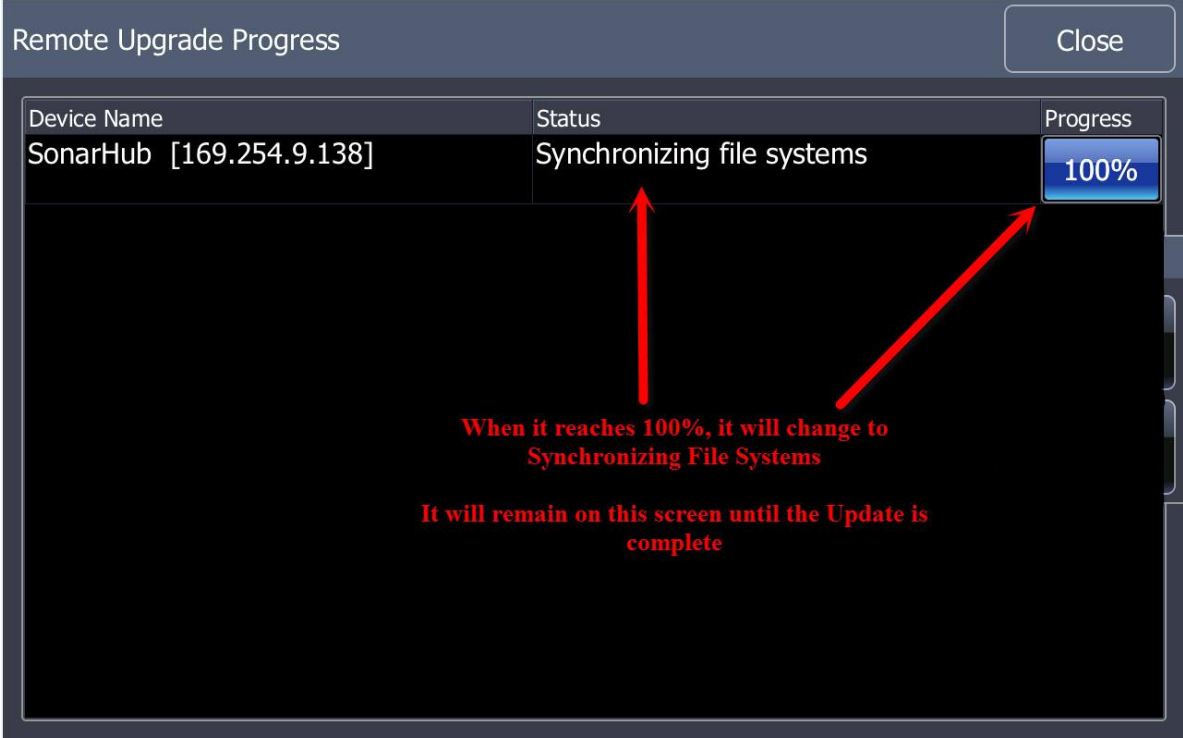 Remote Upgrade Progress
Close
Device Name
Status
Progress
SonarHub [169.254.9.138]
Synchronizing file systems
100%
When it reaches 100%, it will change to
Synchronizing File Systems
It will remain on this screen until the Update is
complete